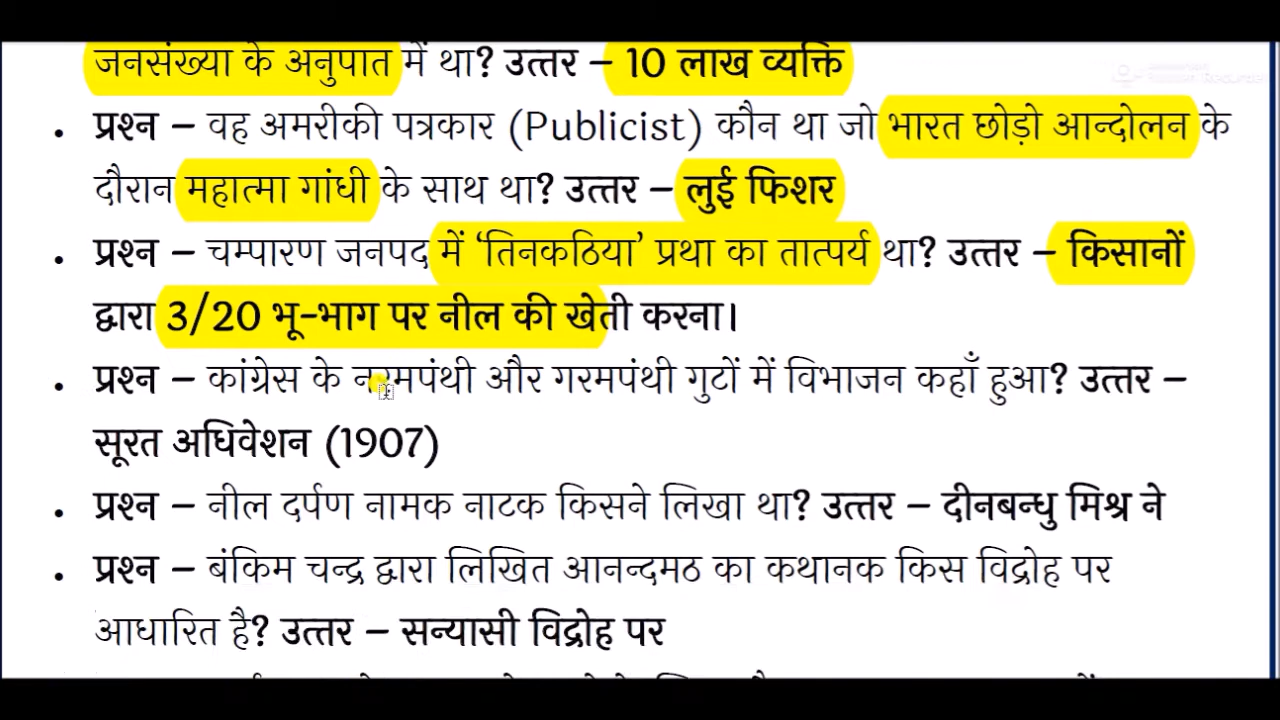 जनसंख्या के अनुपात में था? उत्तर – 10 लाख व्यक्ति
• प्रश्न – वह अमरीकी पत्रकार (Publicist) कौन था जो भारत छोड़ो आन्दोलन के
दौरान महात्मा गांधी के साथ था? उत्तर – लुई फिशर
• प्रश्न – चम्पारण जनपद में ‘तिनकठिया’ प्रथा का तात्पर्य था? उत्तर – किसानों
द्वारा 3/20 भू-भाग पर नील की खेती करना।
• प्रश्न – कांग्रेस के नरमपंथी और गरमपंथी गुटों में विभाजन कहाँ हुआ? उत्तर –
सूरत अधिवेशन (1907)
• प्रश्न – नील दर्पण नामक नाटक किसने लिखा था? उत्तर – दीनबन्धु मिश्र ने
• प्रश्न – बंकिम चन्द्र द्वारा लिखित आनन्दमठ का कथानक किस विद्रोह पर
आधारित है? उत्तर – सन्यासी विद्रोह पर